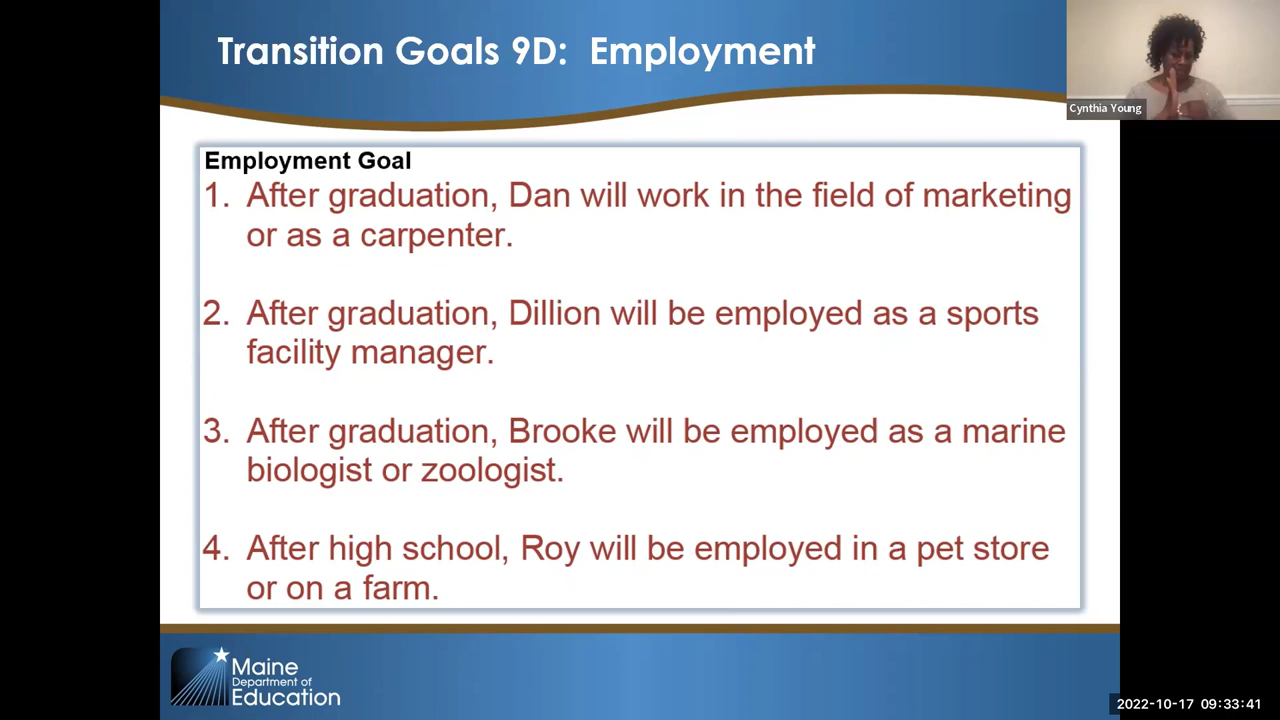 Transition Goals 9D: Employment
Cynthia Young
Employment Goal
1. After graduation, Dan will work in the field of marketing
or as a carpenter.
2. After graduation, Dillion will be employed as a sports
facility manager.
3. After graduation, Brooke will be employed as a marine
biologist or zoologist.
4. After high school, Roy will be employed in a pet store
or on a farm.
Maine
Department of
Education
2022-10-17 09:33:41